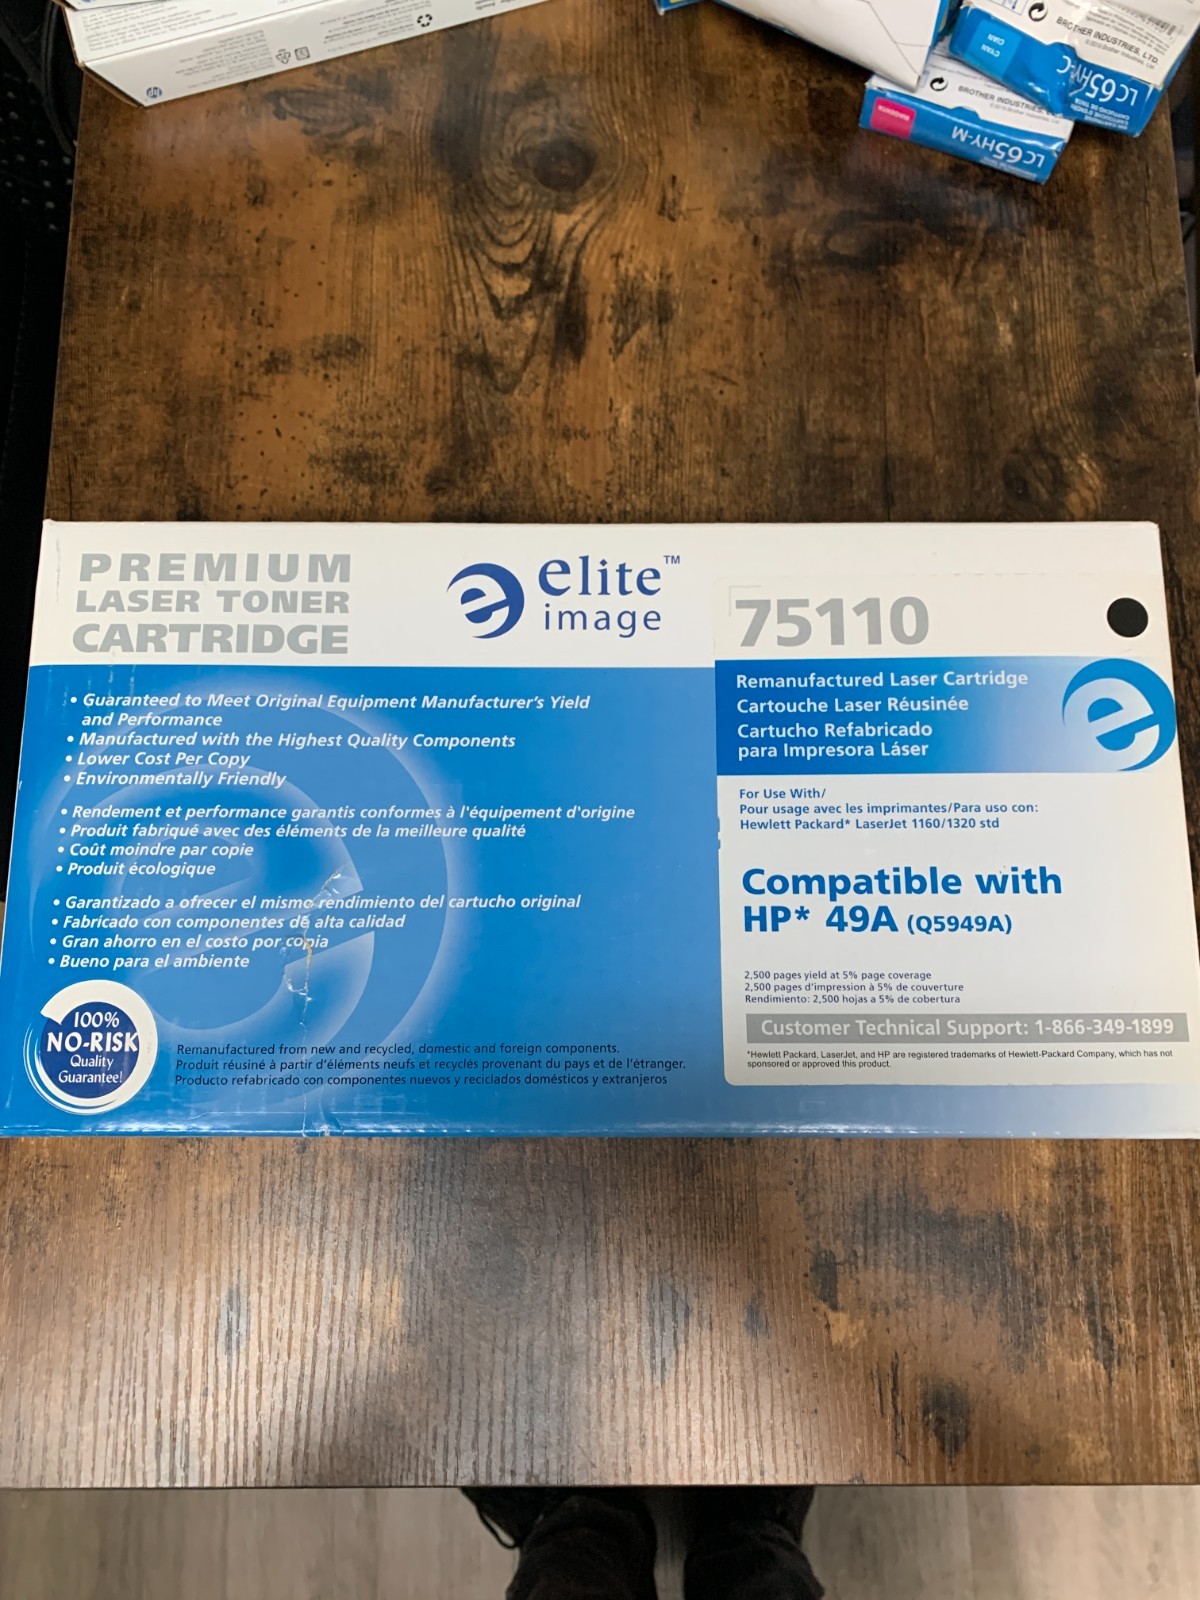 hp
BROTHER INDUSTRIES, LTD.
CYAN
CIAN
LC65HY-C
BROTHER INDUSTRIES
MAGENTA
LC65HY-M
PREMIUM
LASER TONER
CARTRIDGE
elite™
image
75110
Remanufactured Laser Cartridge
Cartouche Laser Réusinée
Cartucho Refabricado
para Impresora Láser
• Guaranteed to Meet Original Equipment Manufacturer's Yield
and Performance
• Manufactured with the Highest Quality Components
• Lower Cost Per Copy
• Environmentally Friendly
• Rendement et performance garantis conformes à l'équipement d'origine
• Produit fabriqué avec des éléments de la meilleure qualité
• Coût moindre par copie
• Produit écologique
• Garantizado a ofrecer el mismo rendimiento del cartucho original
• Fabricado con componentes de alta calidad
• Gran ahorro en el costo por copia
• Bueno para el ambiente
For Use With/
Pour usage avec les imprimantes/Para uso con:
Hewlett Packard* LaserJet 1160/1320 std
Compatible with
HP* 49A (Q5949A)
2,500 pages yield at 5% page coverage
2,500 pages d'impression à 5% de couverture
Rendimiento: 2,500 hojas a 5% de cobertura
Customer Technical Support: 1-866-349-1899
*Hewlett Packard, LaserJet, and HP are registered trademarks of Hewlett-Packard Company, which has not
sponsored or approved this product.
100%
NO-RISK
Quality
Guarantee!
Remanufactured from new and recycled, domestic and foreign components.
Produit réusiné à partir d'éléments neufs et recyclés provenant du pays et de l'étranger.
Producto refabricado con componentes nuevos y reciclados domésticos y extranjeros